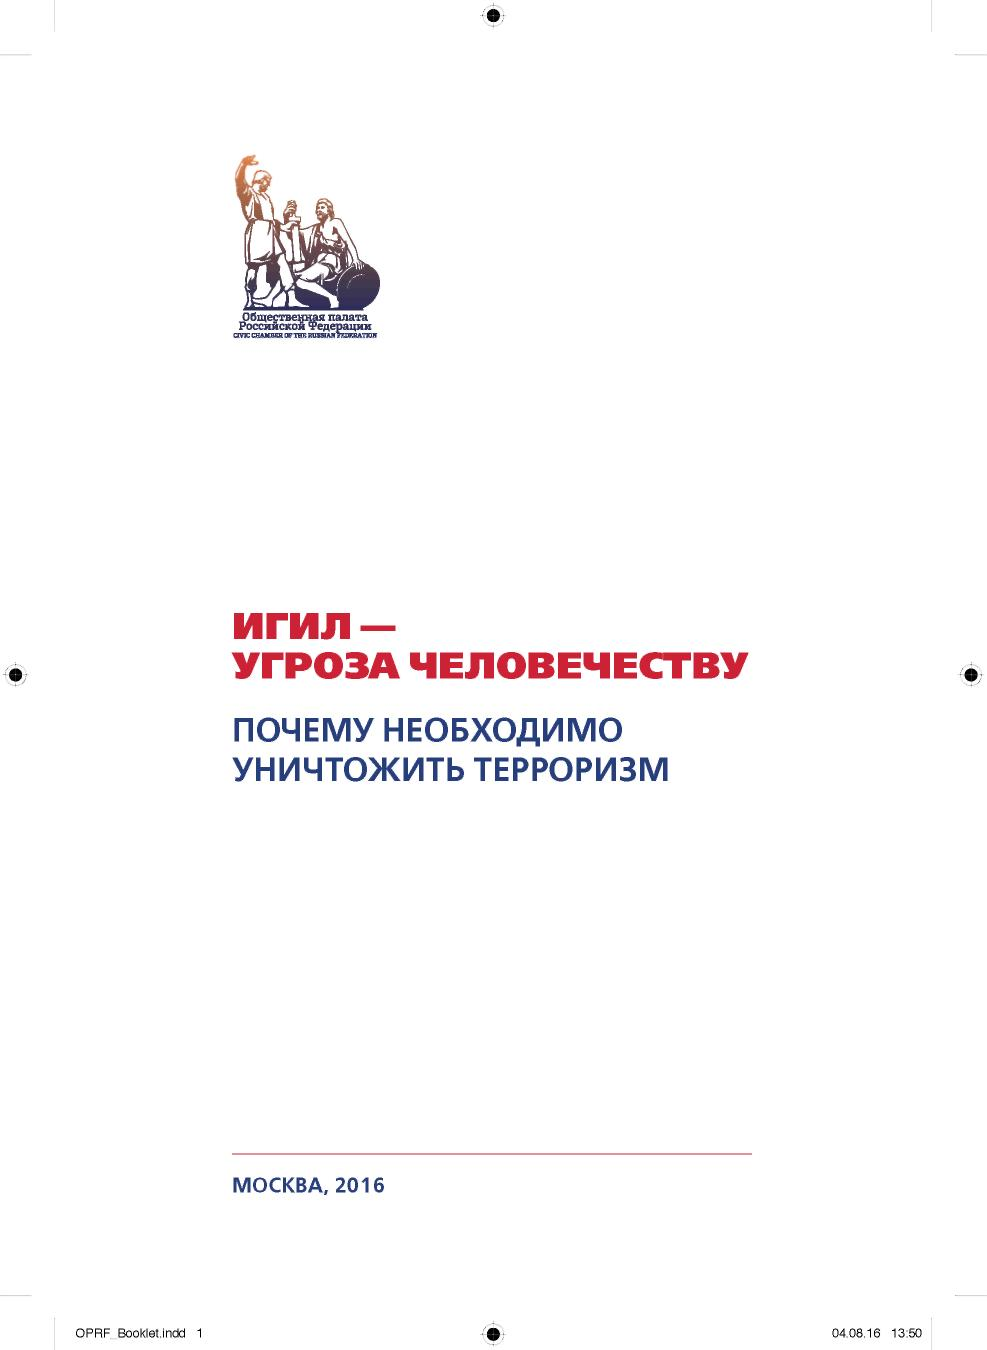 Общественная палата
Российской Федерации
CIVIC CHAMBER OF THE RUSSIAN FEDERATION
ИГИЛ —
УГРОЗА ЧЕЛОВЕЧЕСТВУ
ПОЧЕМУ НЕОБХОДИМО
УНИЧТОЖИТЬ ТЕРРОРИЗМ
МОСКВА, 2016
OPRF_Booklet.indd 1 04.08.16 13:50